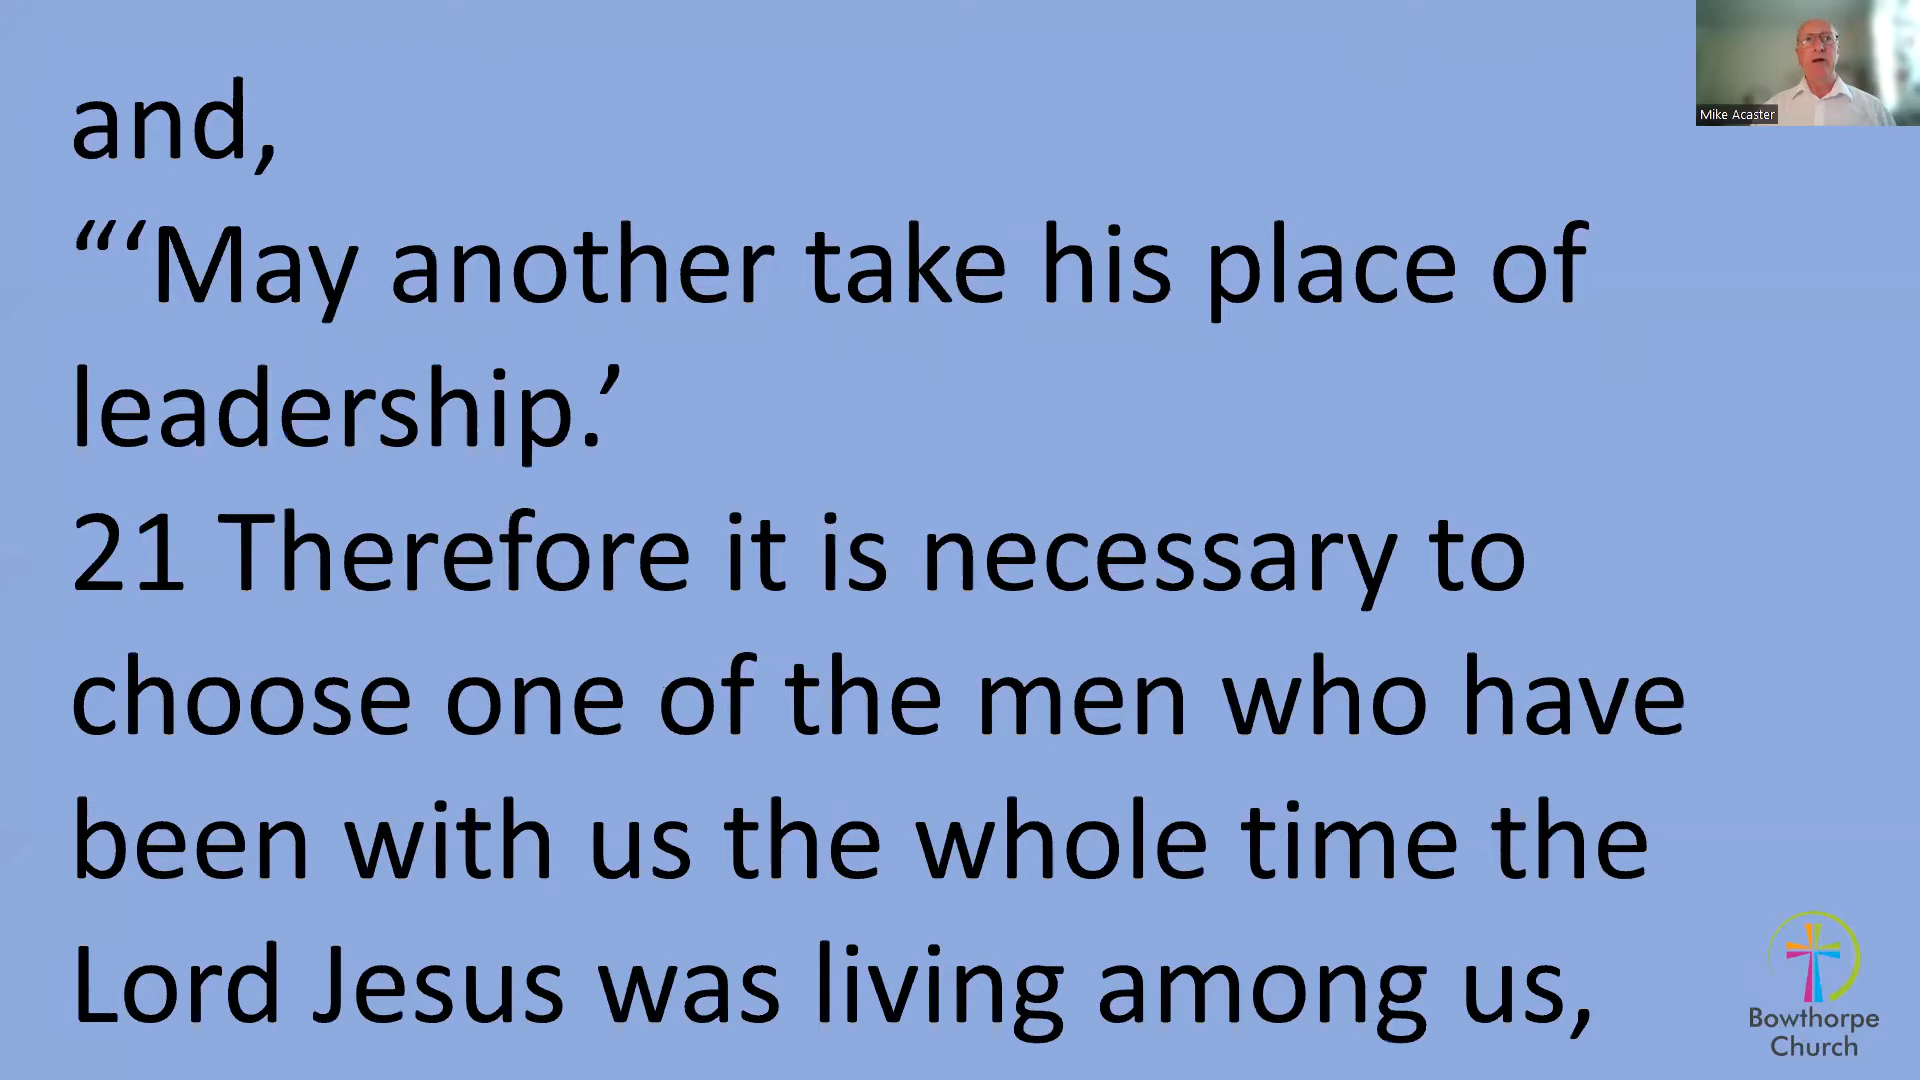 and,
“‘May another take his place of
leadership.’
21 Therefore it is necessary to
choose one of the men who have
been with us the whole time the
Lord Jesus was living among us,
Mike Acaster
Bowthorpe
Church